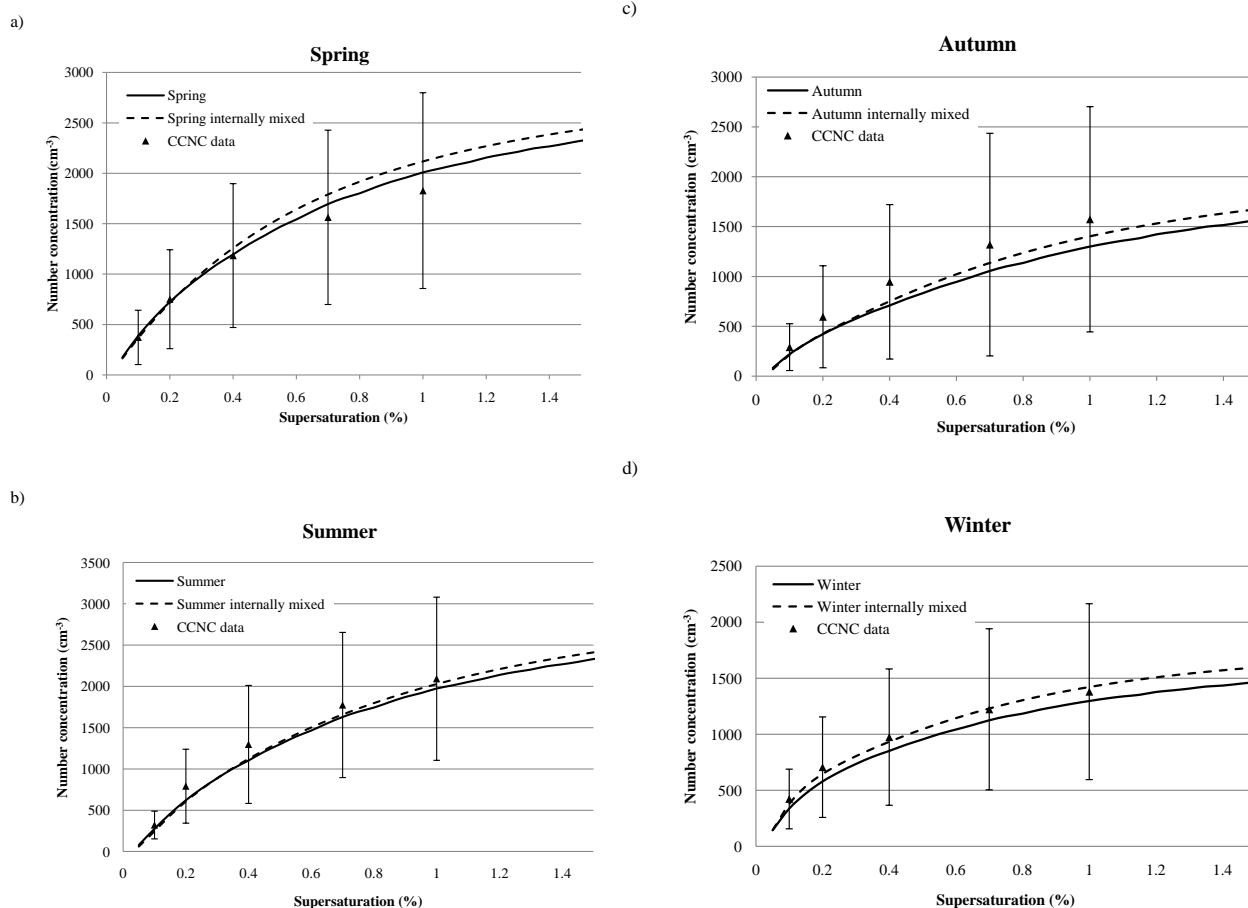 a)
Spring
3000
2500
2000
1500
1000
500
0
Number concentration(cm-3)
Spring
Spring internally mixed
CCNC data
0 0.2 0.4 0.6 0.8 1 1.2 1.4
Supersaturation (%)
b)
Summer
3500
3000
2500
2000
1500
1000
500
0
Number concentration (cm-3)
Summer
Summer internally mixed
CCNC data
0 0.2 0.4 0.6 0.8 1 1.2 1.4
Supersaturation (%)
c)
Autumn
3000
2500
2000
1500
1000
500
0
Number concentration (cm-3)
Autumn
Autumn internally mixed
CCNC data
0 0.2 0.4 0.6 0.8 1 1.2 1.4
Supersaturation (%)
d)
Winter
2500
2000
1500
1000
500
0
Number concentration (cm-3)
Winter
Winter internally mixed
CCNC data
0 0.2 0.4 0.6 0.8 1 1.2 1.4
Supersaturation (%)